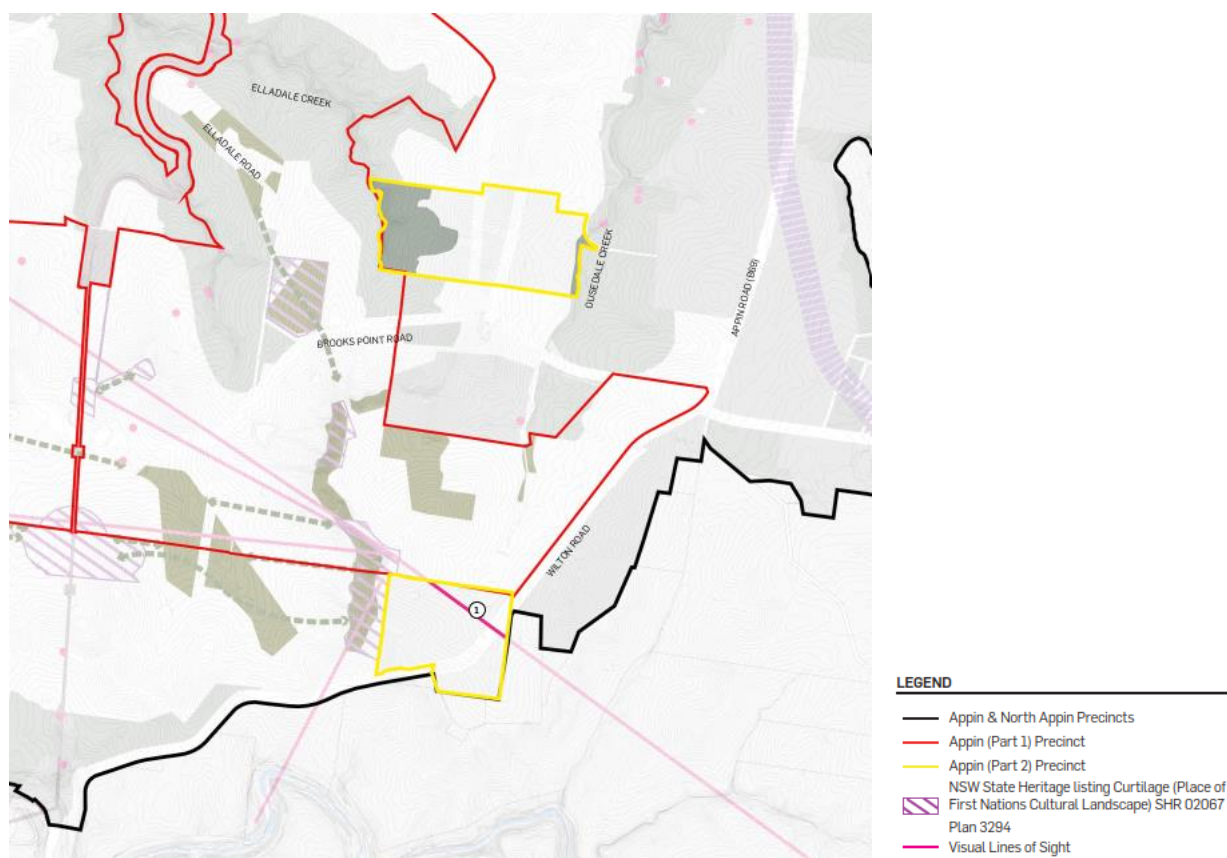 ELLADALE CREEK
ELLADALE ROAD
OUSEDALE CREEK
APPIN ROAD (B69)
BROOKS POINT ROAD
WILTON ROAD
1
LEGEND
Appin & North Appin Precincts
Appin (Part 1) Precinct
Appin (Part 2) Precinct
NSW State Heritage listing Curtilage (Place of
First Nations Cultural Landscape) SHR 02067
Plan 3294
Visual Lines of Sight